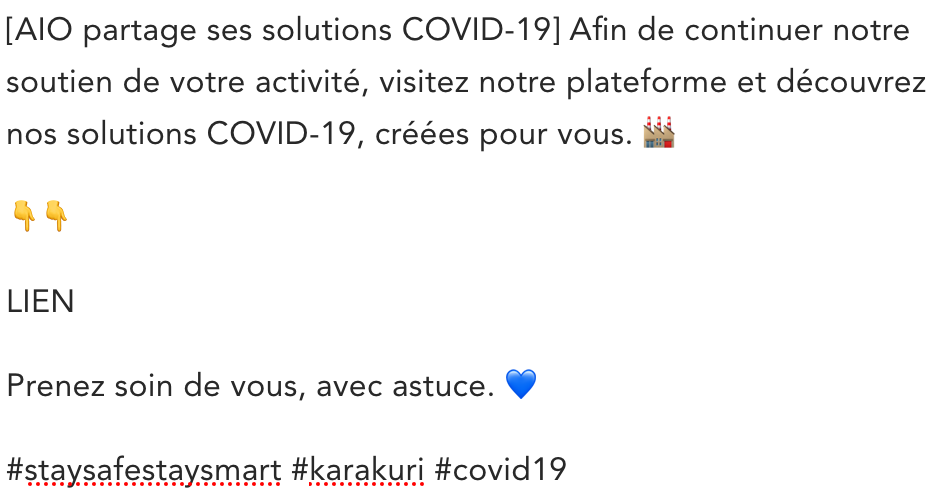 [AIO partage ses solutions COVID-19] Afin de continuer notre
soutien de votre activité, visitez notre plateforme et découvrez
nos solutions COVID-19, créées pour vous. 🏭
👇👇
LIEN
Prenez soin de vous, avec astuce. 💙
#staysafestaysmart #karakuri #covid19